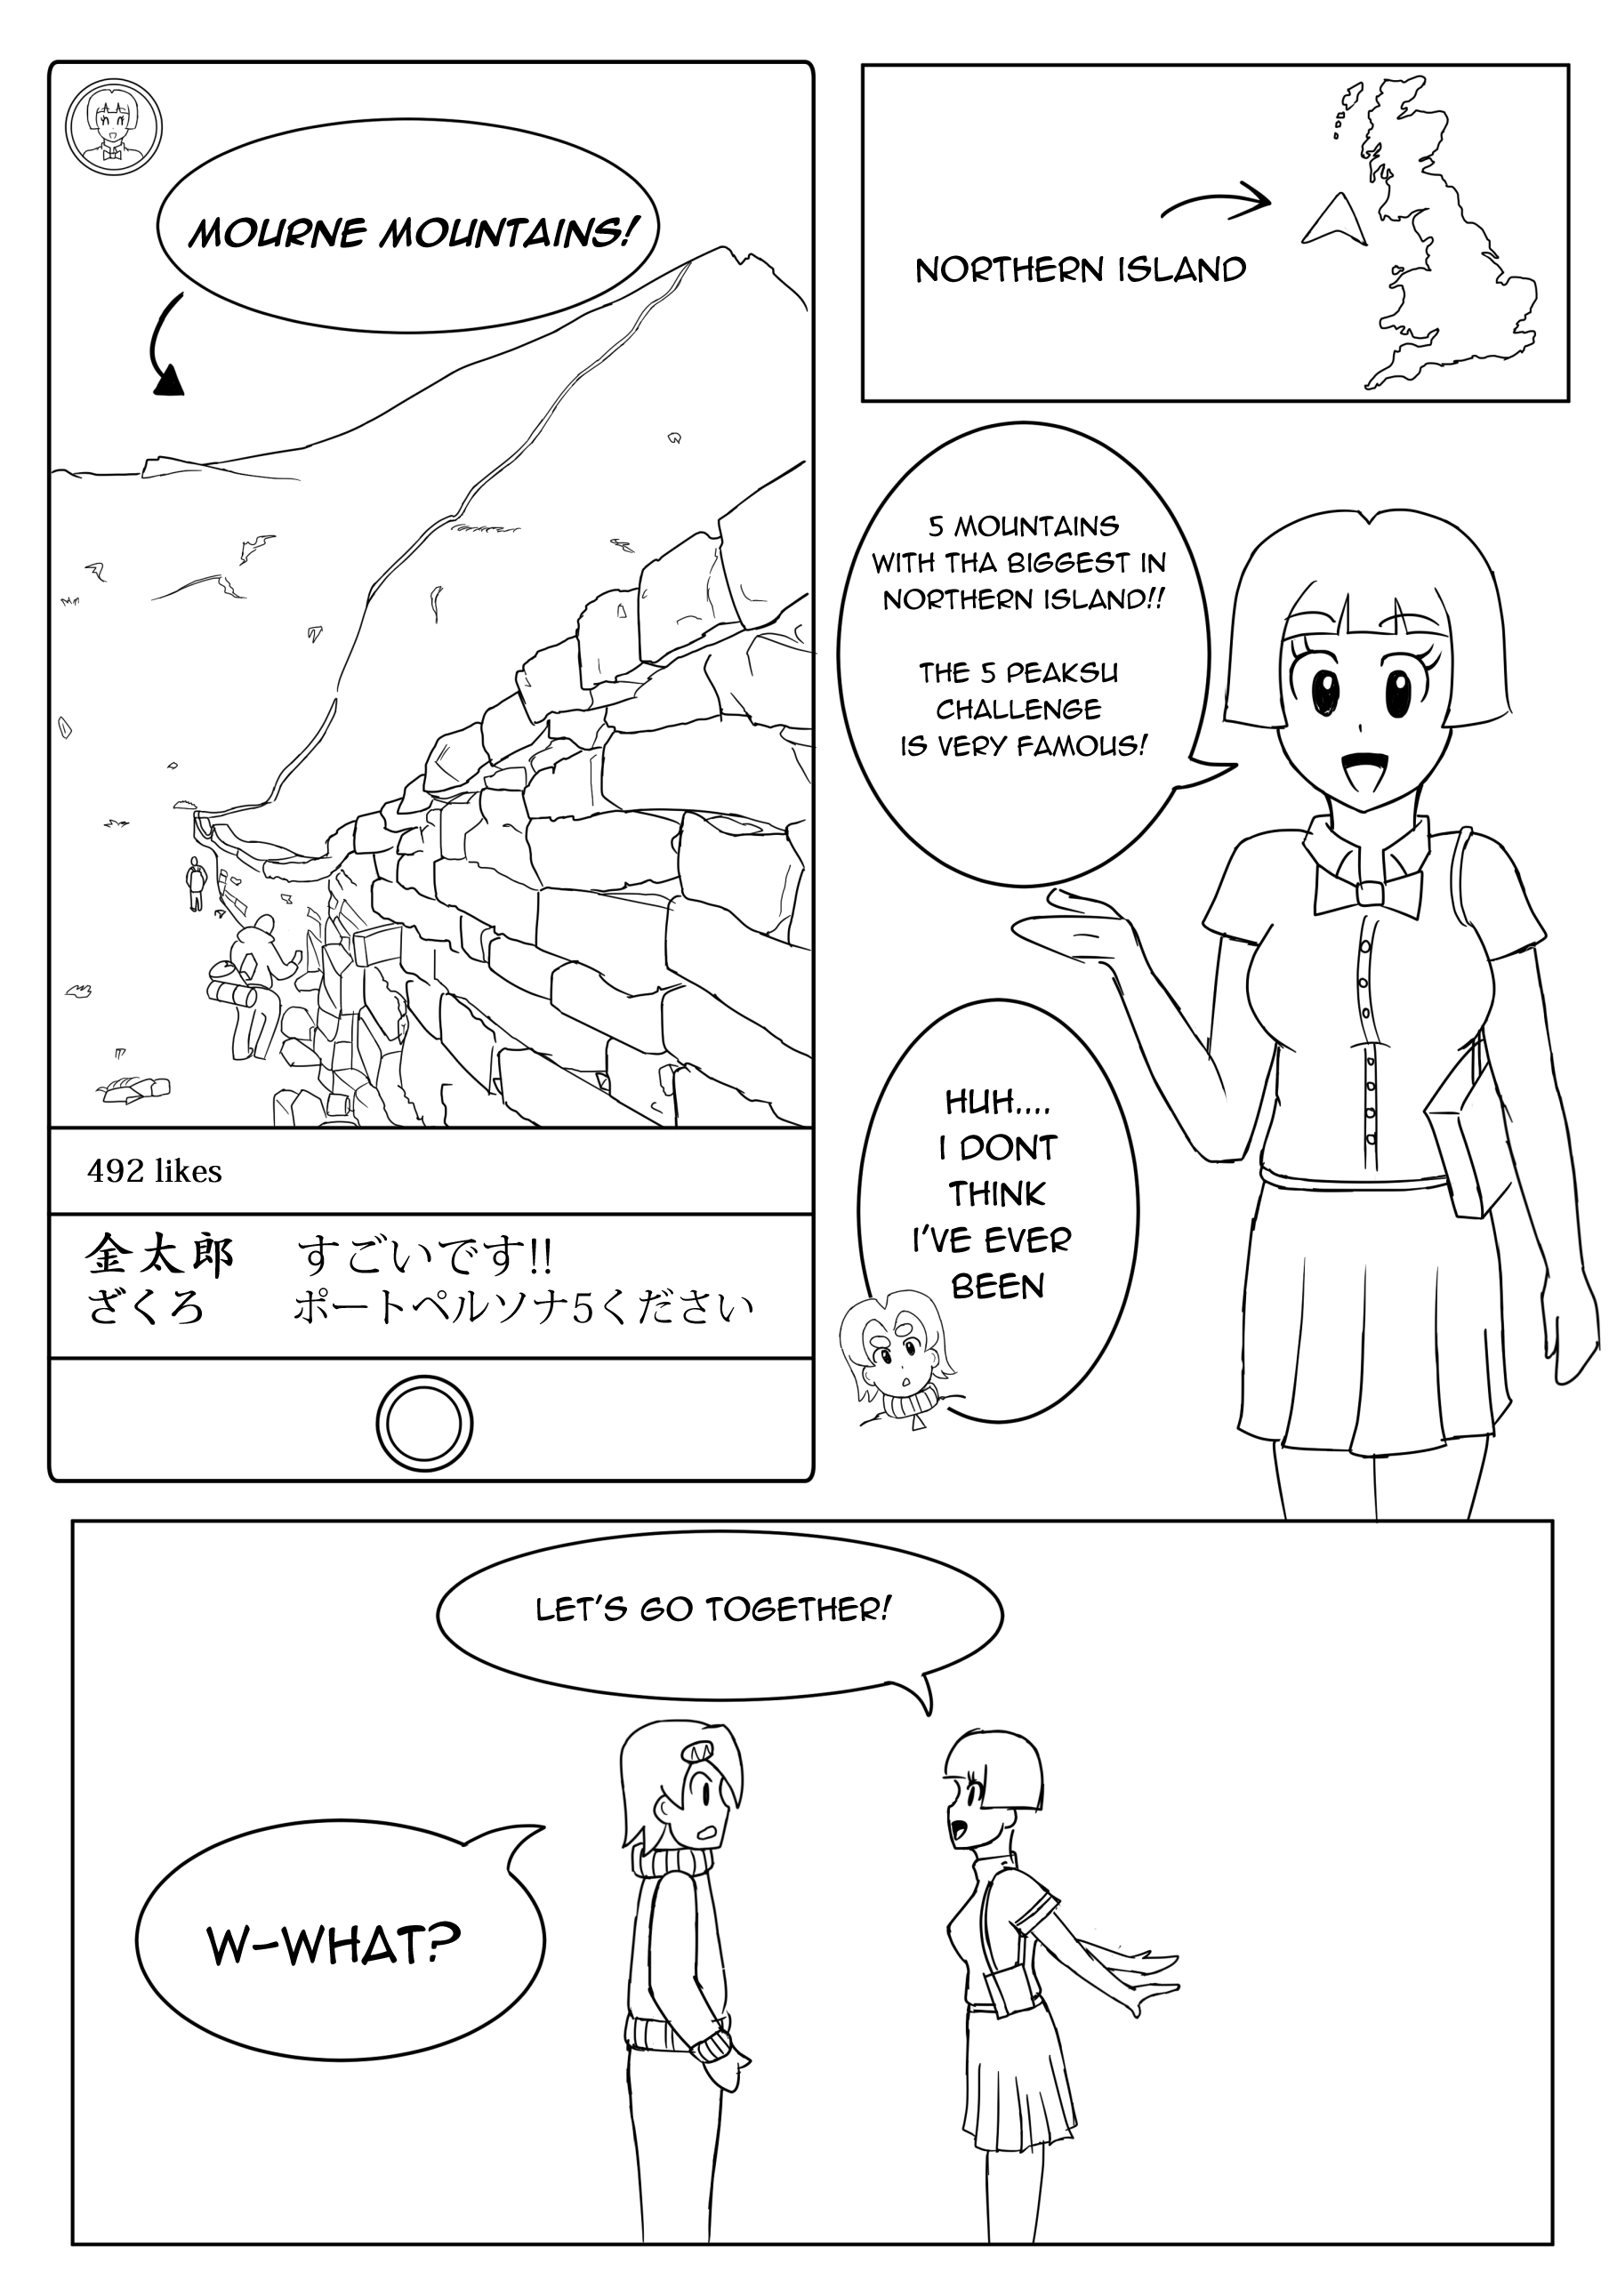 MOURNE MOUNTAINS!
NORTHERN ISLAND
5 MOUNTAINS
WITH THA BIGGEST IN
NORTHERN ISLAND!!
THE 5 PEAKSU
CHALLENGE
IS VERY FAMOUS!
HUH....
I DONT
THINK
I'VE EVER
BEEN
492 likes
金太郎 すごいです!!
ざくろ ポートペルソナ5ください
LET'S GO TOGETHER!
W-WHAT?